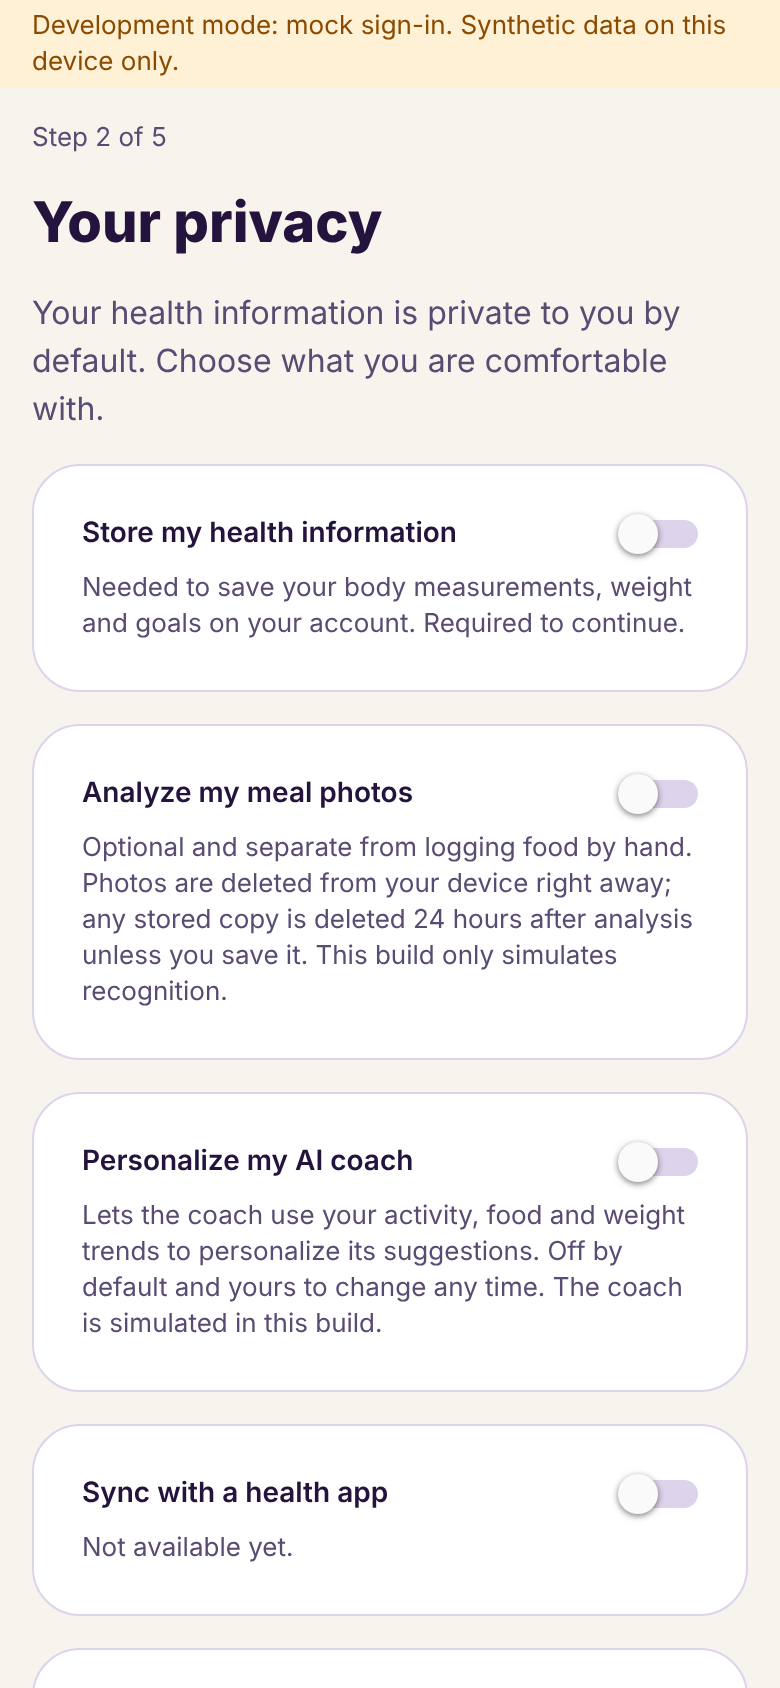 Development mode: mock sign-in. Synthetic data on this
device only.
Step 2 of 5
Your privacy
Your health information is private to you by
default. Choose what you are comfortable
with.
Store my health information
Needed to save your body measurements, weight
and goals on your account. Required to continue.
Analyze my meal photos
Optional and separate from logging food by hand.
Photos are deleted from your device right away;
any stored copy is deleted 24 hours after analysis
unless you save it. This build only simulates
recognition.
Personalize my AI coach
Lets the coach use your activity, food and weight
trends to personalize its suggestions. Off by
default and yours to change any time. The coach
is simulated in this build.
Sync with a health app
Not available yet.